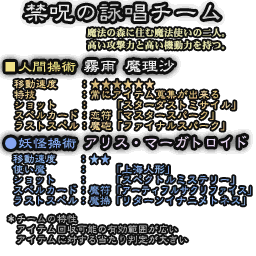 禁呪の詠唱チーム
魔法の森に住む魔法使いの二人。
高い攻撃力と高い機動力を持つ。
■人間操術 霧雨 魔理沙
移動速度 : ★★★★★★
特技 : 常にアイテム蒐集が出来る
ショット : 「スターダストミサイル」
スペルカード : 恋符「マスタースパーク」
ラストスペル : 魔砲「ファイナルスパーク」
●妖怪操術 アリス・マーガトロイド
移動速度 : ★★
使い魔 : 「上海人形」
ショット : 「スペクトルミステリー」
スペルカード : 魔符「アーティフルサクリファイス」
ラストスペル : 魔操「リターンイナニメトネス」
*チームの特性
アイテム回収可能の有効範囲が広い
アイテムに対する当たり判定が大きい